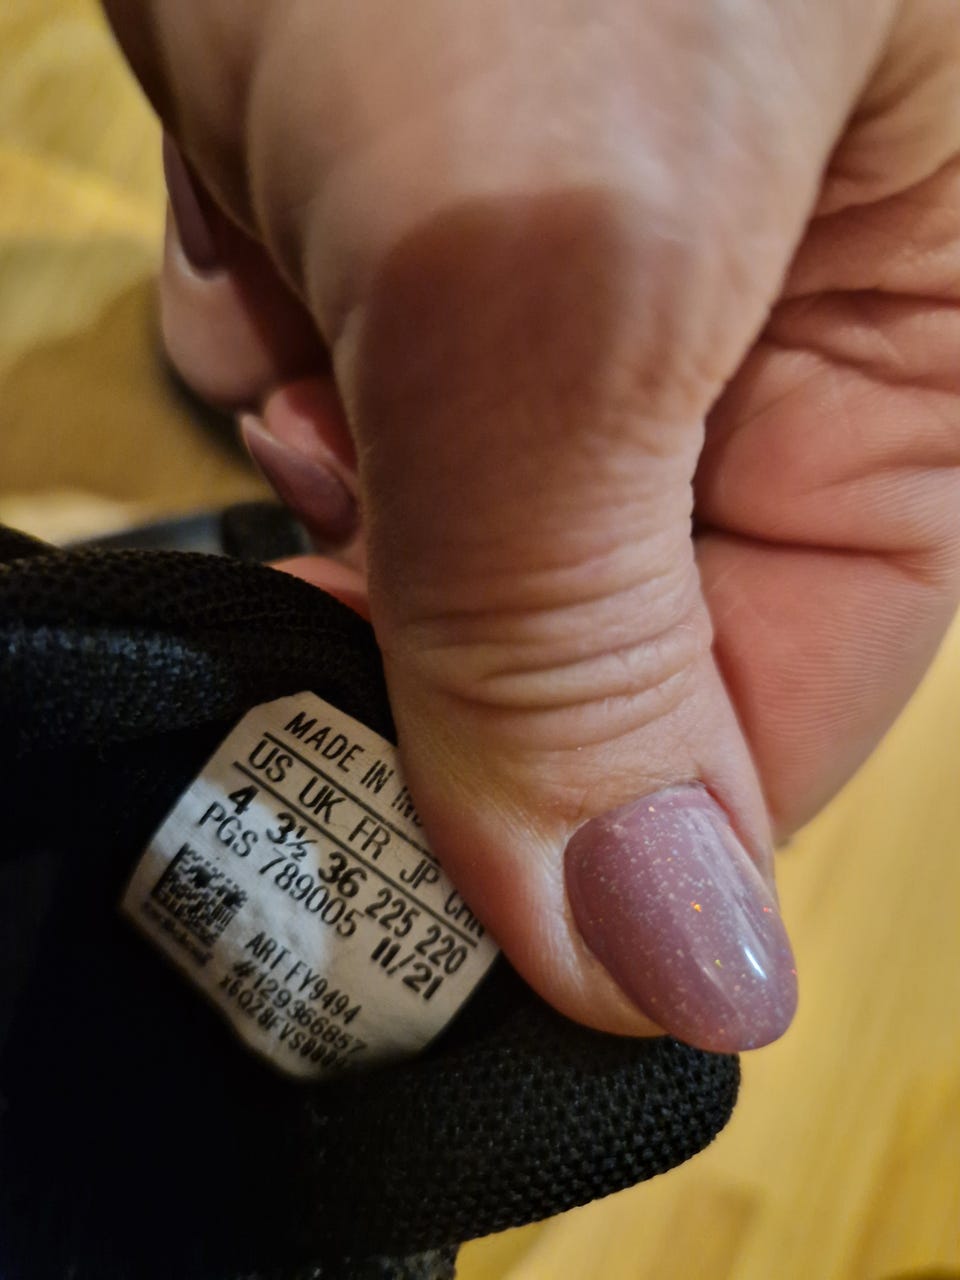 MADE IN
US UK FR JP CHN
4 3½ 36 225 220
PGS 789005 11/21
ART FY9494
#129366857